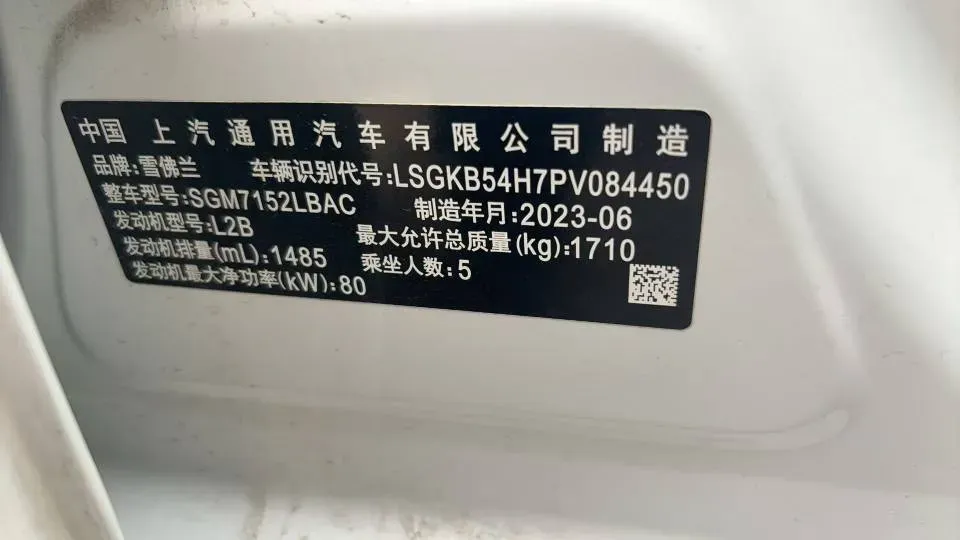 中国 上汽通用汽车有限公司制造
品牌:雪佛兰 车辆识别代号:LSGKB54H7PV084450
整车型号:SGM7152LBAC 制造年月:2023-06
发动机型号:L2B 最大允许总质量(kg):1710
发动机排量(mL):1485 乘坐人数:5
发动机最大净功率(kW):80